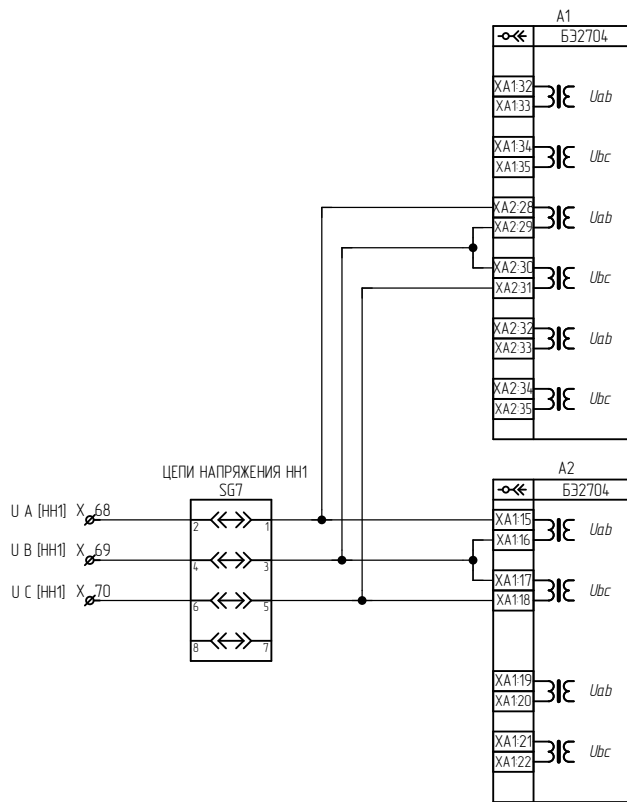 А1
БЭ2704
XA1:32
XA1:33
Uab
XA1:34
XA1:35
Ubc
XA2:28
XA2:29
Uab
XA2:30
XA2:31
Ubc
XA2:32
XA2:33
Uab
XA2:34
XA2:35
Ubc
ЦЕПИ НАПРЯЖЕНИЯ НН1
SG7
U A [НН1] X 68
2 1
U B [НН1] X 69
4 3
U C [НН1] X 70
6 5
8 7
А2
БЭ2704
XA1:15
XA1:16
Uab
XA1:17
XA1:18
Ubc
XA1:19
XA1:20
Uab
XA1:21
XA1:22
Ubc